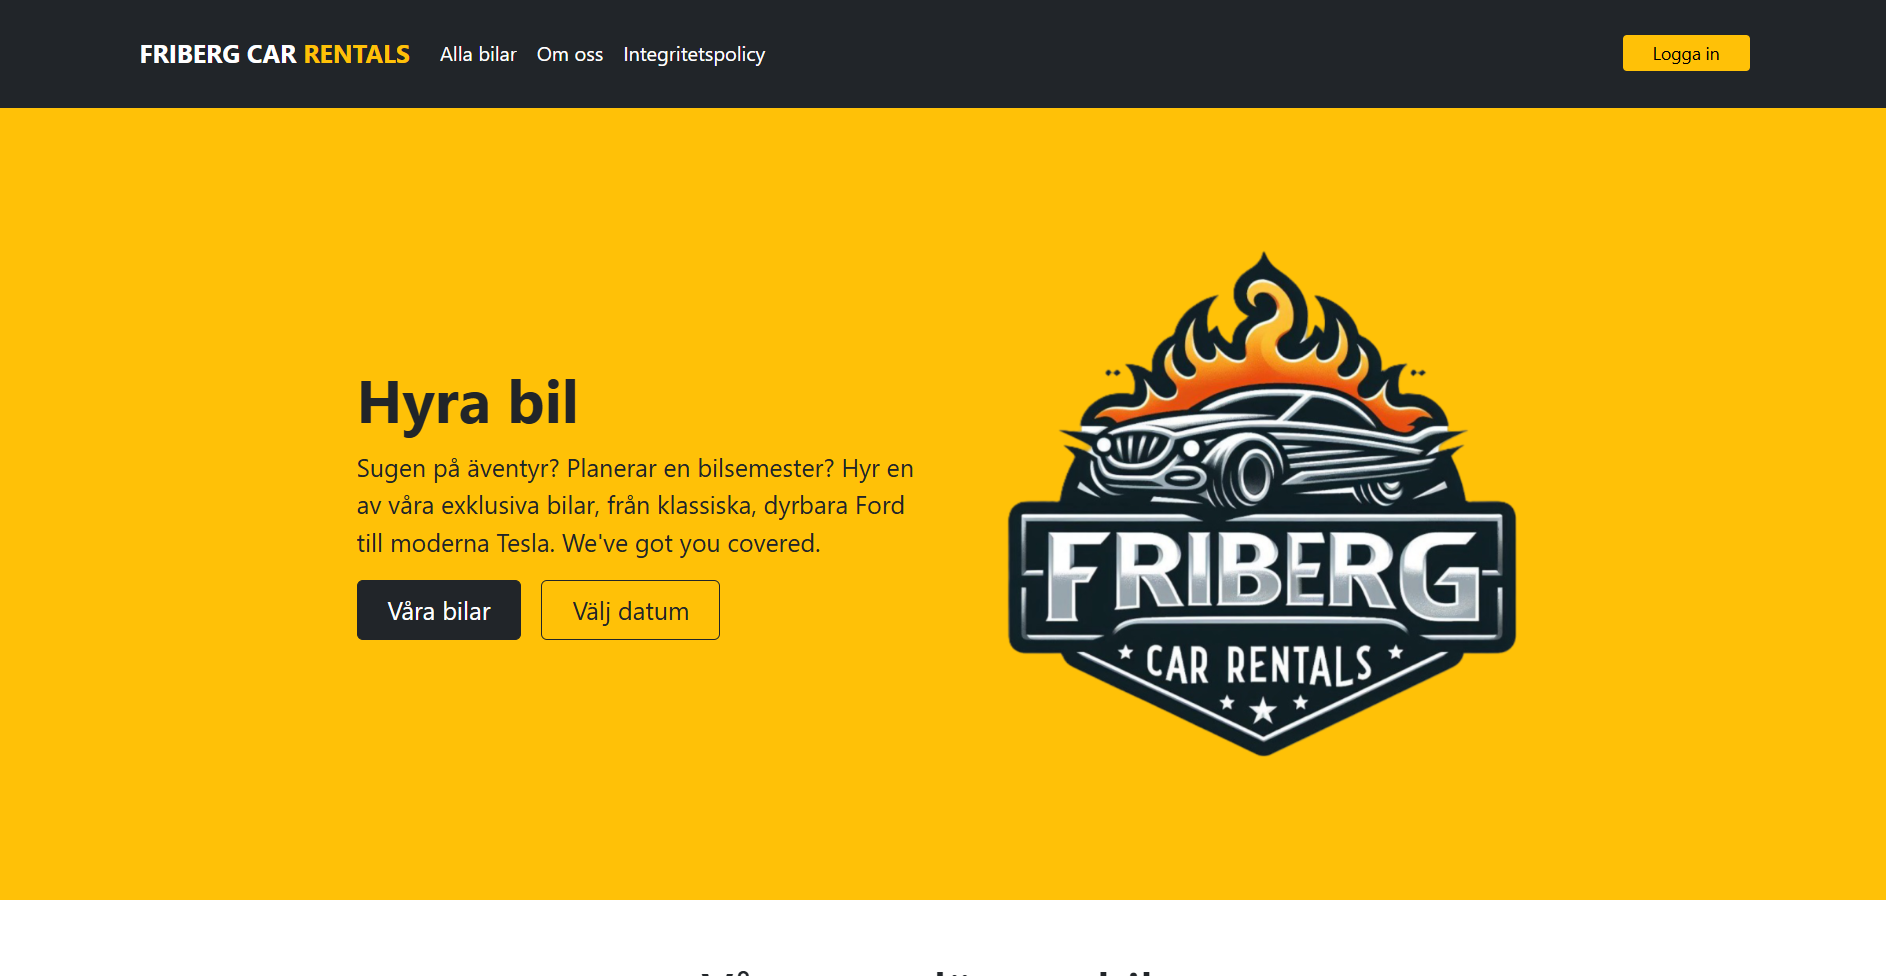 FRIBERG CAR RENTALS
Alla bilar
Om oss
Integritetspolicy
Logga in
Hyra bil
Sugen på äventyr? Planerar en bilsemester? Hyr en
av våra exklusiva bilar, från klassiska, dyrbara Ford
till moderna Tesla. We've got you covered.
Våra bilar
Välj datum
FRIBERG
CAR RENTALS